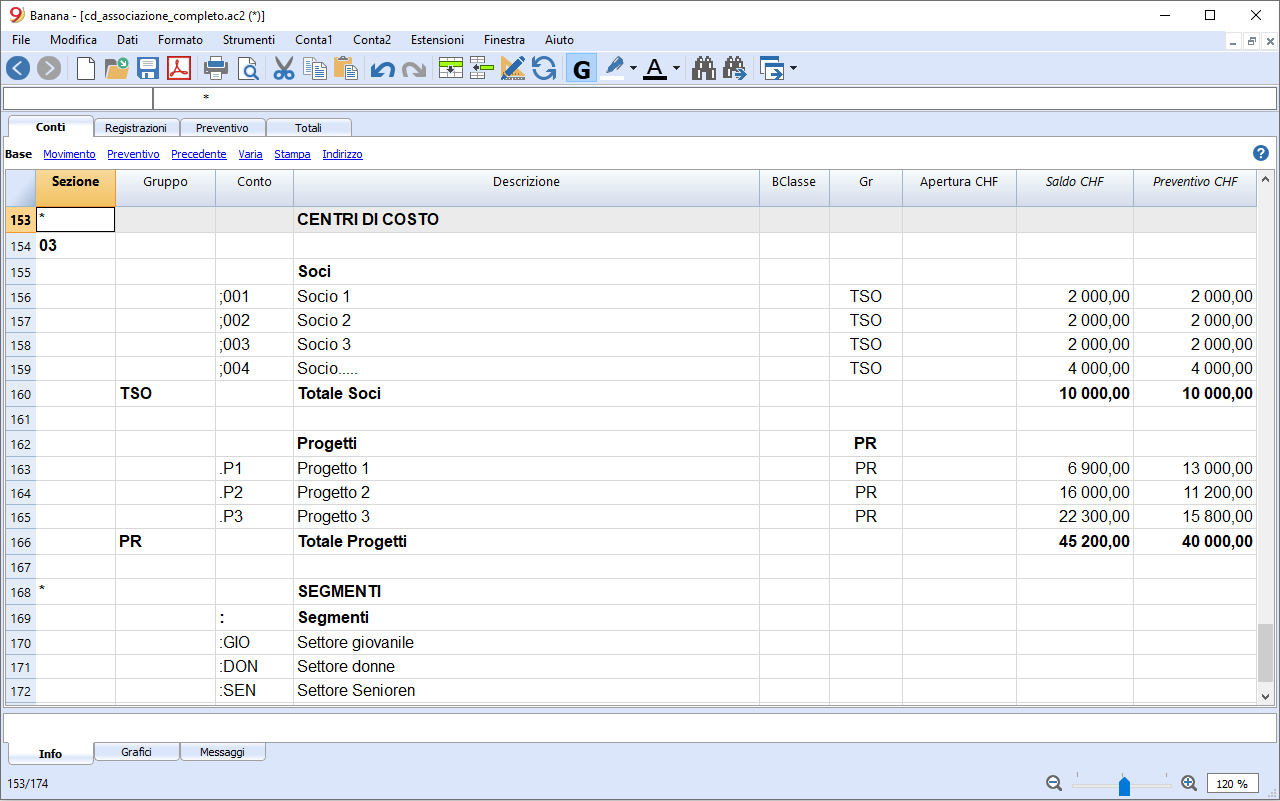 Banana - [cd_associazione_completo.ac2 (*)]
File Modifica Dati Formato Strumenti Conta1 Conta2 Estensioni Finestra Aiuto
G A
*
Conti Registrazioni Preventivo Totali
Base Movimento Preventivo Precedente Varia Stampa Indirizzo ?
Sezione Gruppo Conto Descrizione BClasse Gr Apertura CHF Saldo CHF Preventivo CHF
153 * CENTRI DI COSTO
154 03
155 Soci
156 ;001 Socio 1 TSO 2 000,00 2 000,00
157 ;002 Socio 2 TSO 2 000,00 2 000,00
158 ;003 Socio 3 TSO 2 000,00 2 000,00
159 ;004 Socio..... TSO 4 000,00 4 000,00
160 TSO Totale Soci 10 000,00 10 000,00
161
162 Progetti PR
163 .P1 Progetto 1 PR 6 900,00 13 000,00
164 .P2 Progetto 2 PR 16 000,00 11 200,00
165 .P3 Progetto 3 PR 22 300,00 15 800,00
166 PR Totale Progetti 45 200,00 40 000,00
167
168 * SEGMENTI
169 : Segmenti
170 :GIO Settore giovanile
171 :DON Settore donne
172 :SEN Settore Senioren
Info Grafici Messaggi
153/174 120 %